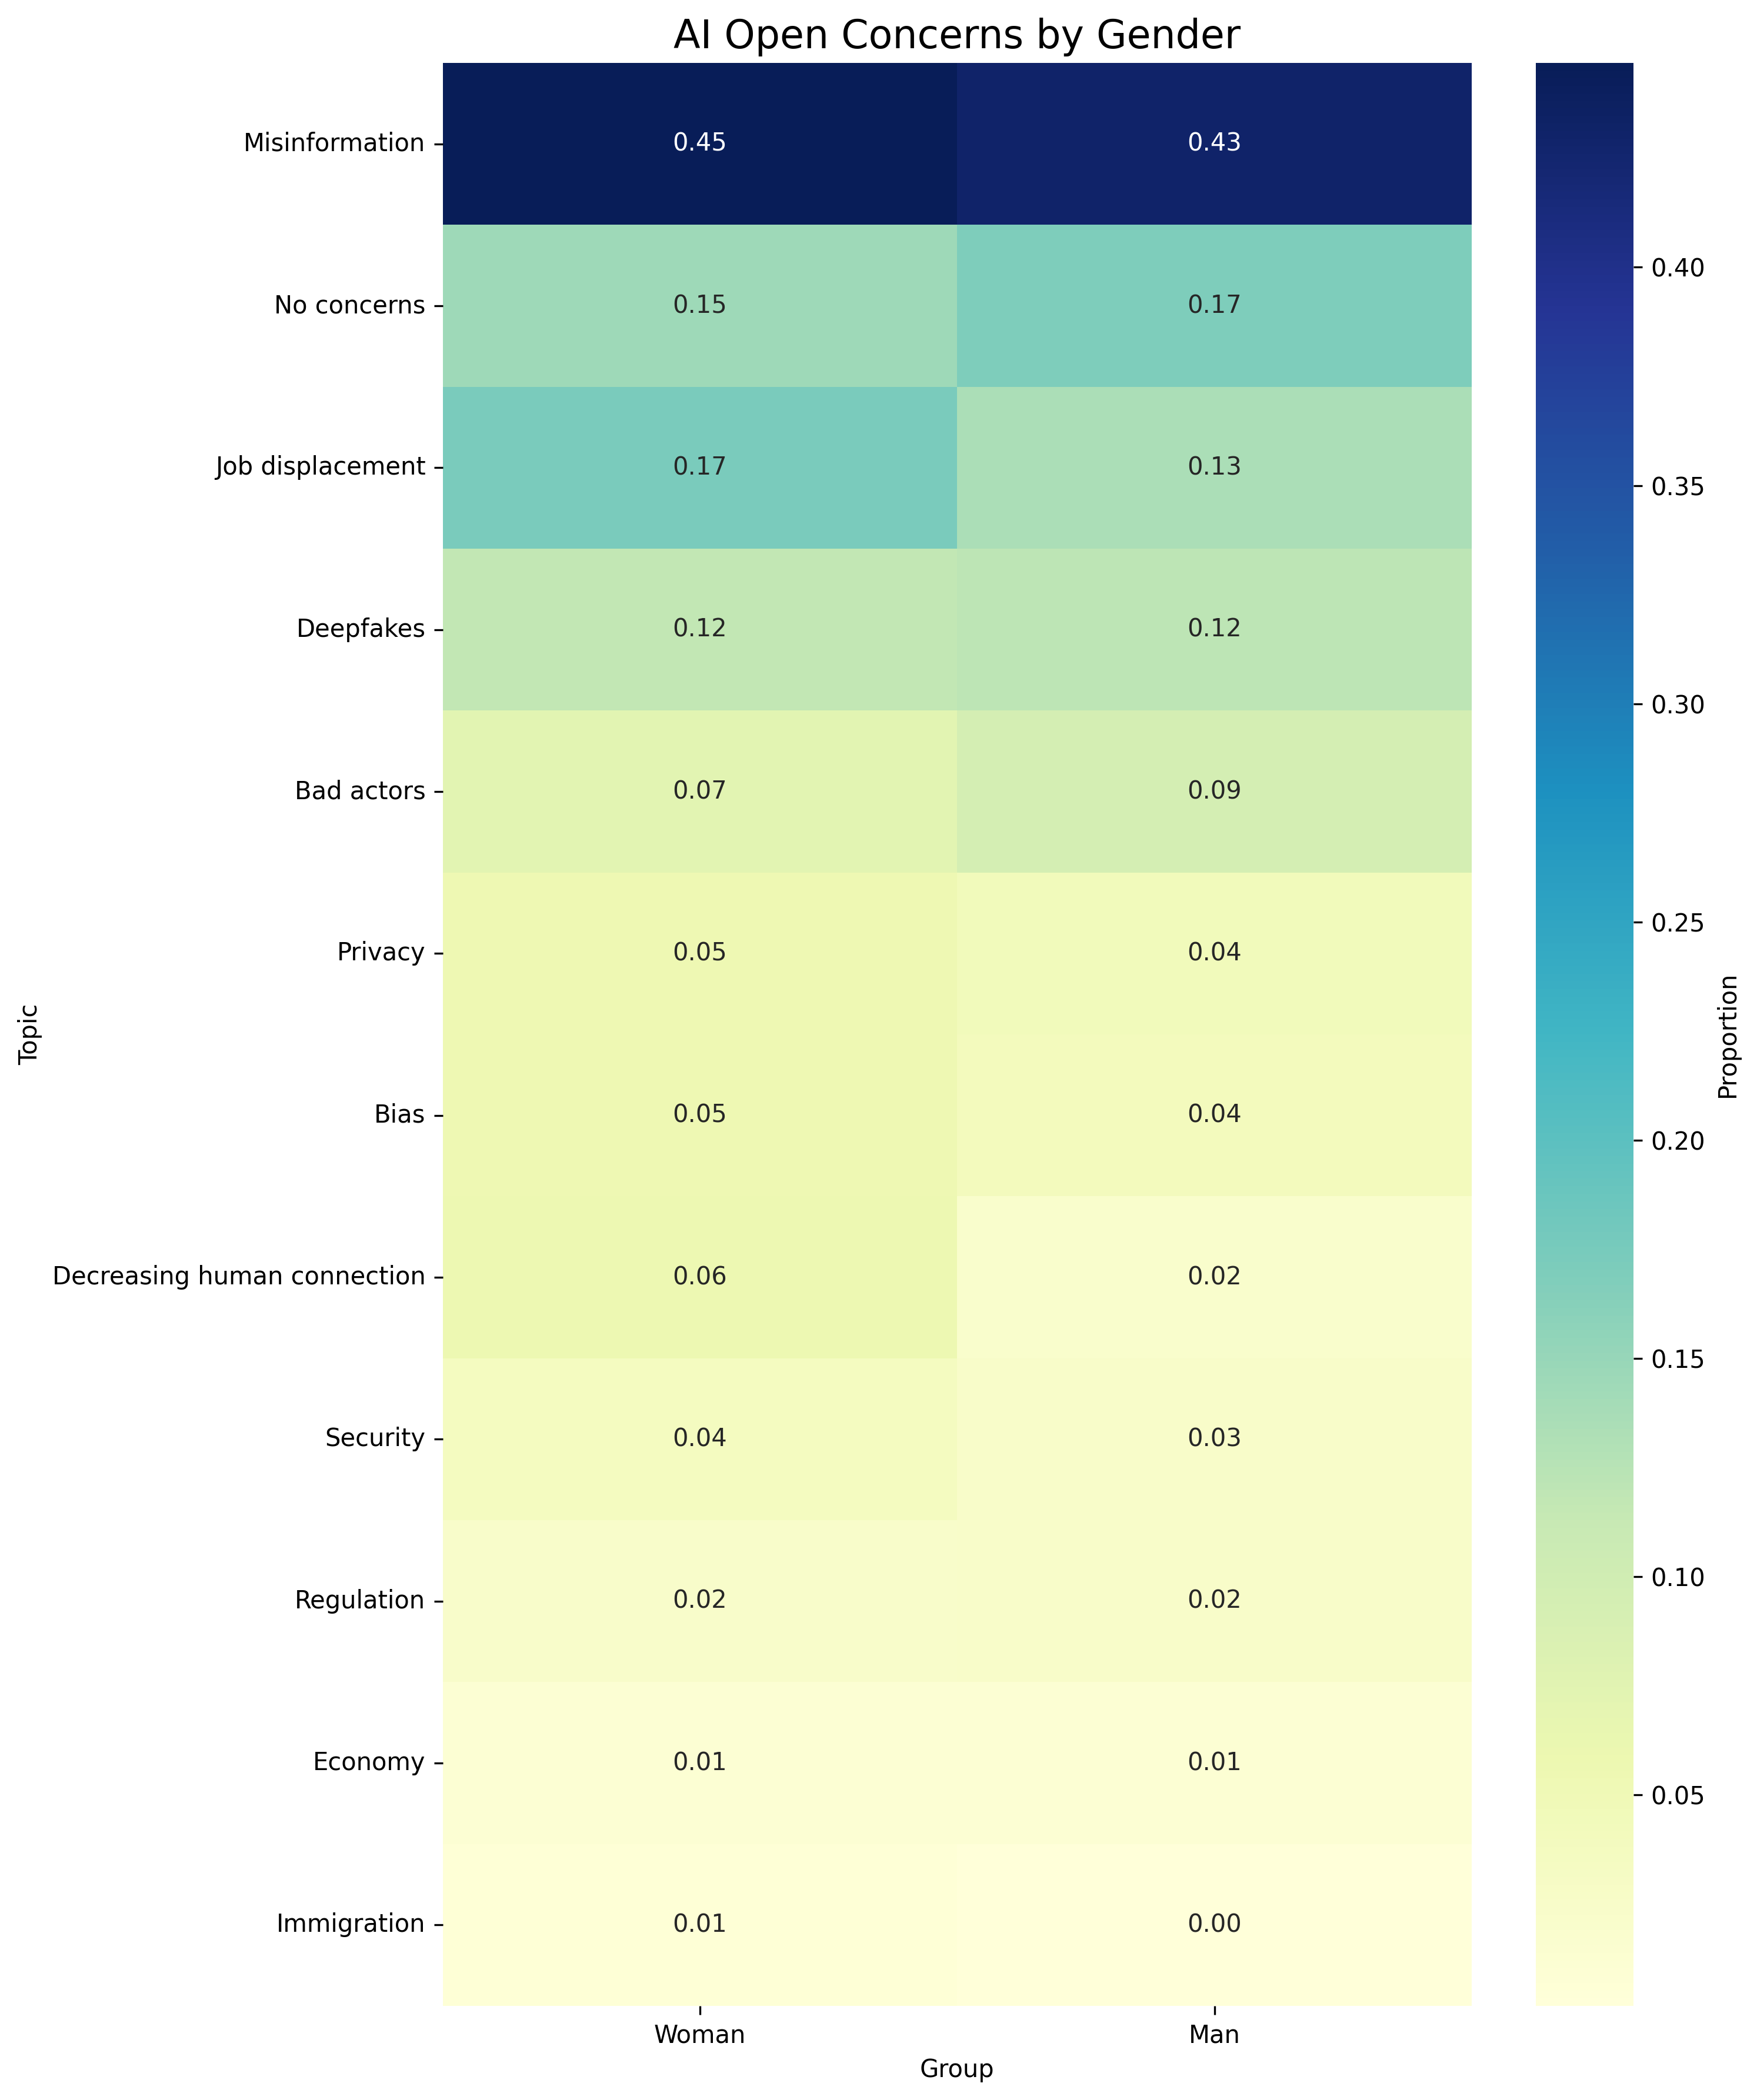 AI Open Concerns by Gender
Misinformation 0.45 0.43
No concerns 0.15 0.17
Job displacement 0.17 0.13
Deepfakes 0.12 0.12
Bad actors 0.07 0.09
Privacy 0.05 0.04
Bias 0.05 0.04
Decreasing human connection 0.06 0.02
Security 0.04 0.03
Regulation 0.02 0.02
Economy 0.01 0.01
Immigration 0.01 0.00
Woman Man
Group
Topic
0.40
0.35
0.30
0.25
0.20
0.15
0.10
0.05
Proportion